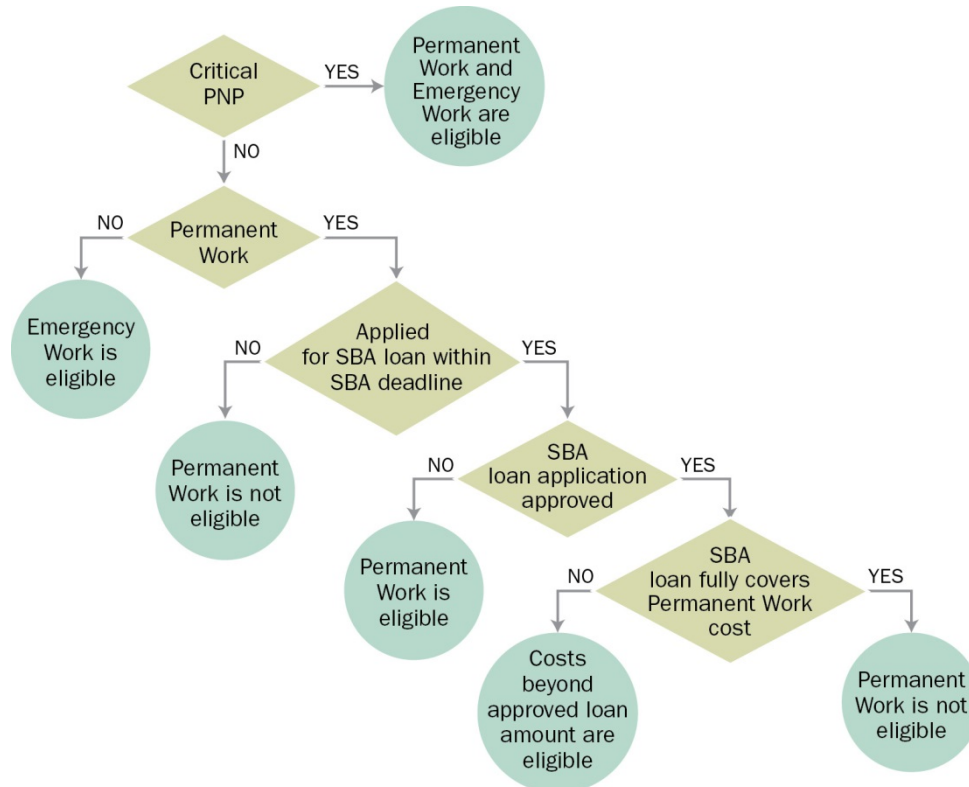 Critical
PNP
YES
Permanent
Work and
Emergency
Work are
eligible
NO
NO
Permanent
Work
YES
Emergency
Work is
eligible
NO
Applied
for SBA loan within
SBA deadline
YES
Permanent
Work is not
eligible
NO
SBA
loan application
approved
YES
Permanent
Work is
eligible
NO
SBA
loan fully covers
Permanent Work
cost
YES
Costs
beyond
approved loan
amount are
eligible
Permanent
Work is not
eligible